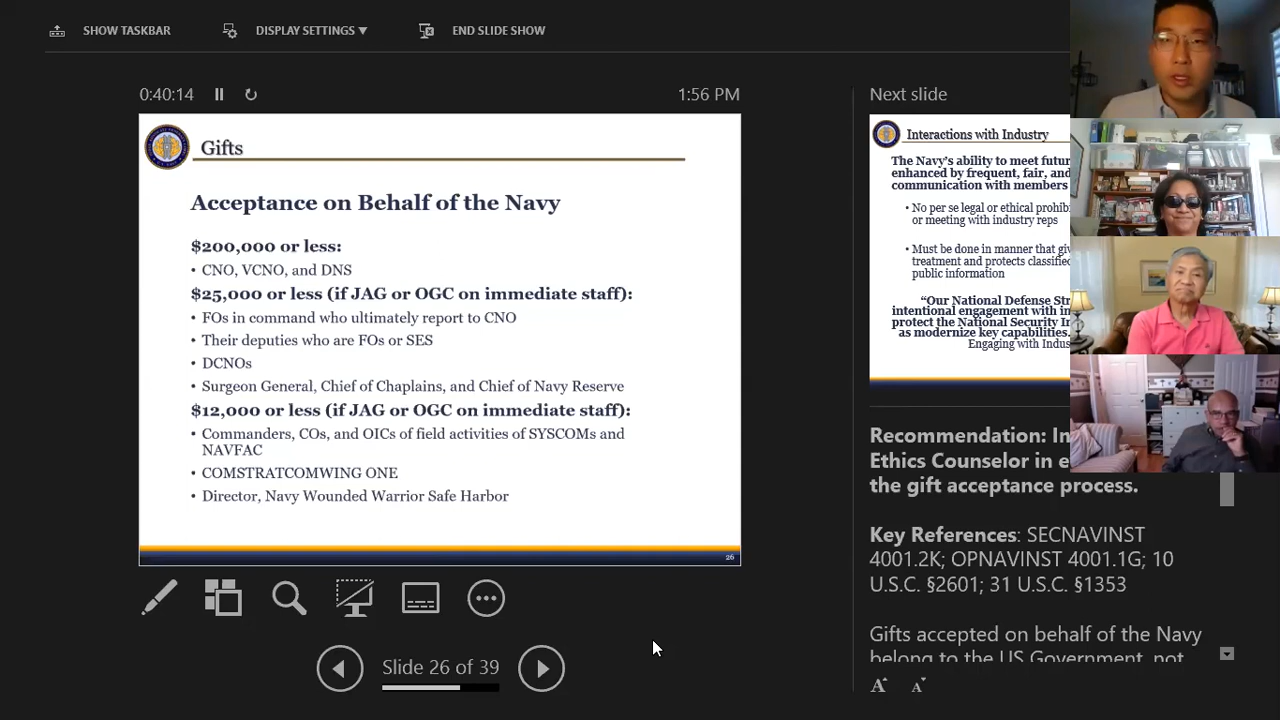 SHOW TASKBAR
DISPLAY SETTINGS ▼
END SLIDE SHOW
0:40:14
1:56 PM
Gifts
Acceptance on Behalf of the Navy
$200,000 or less:
• CNO, VCNO, and DNS
$25,000 or less (if JAG or OGC on immediate staff):
• FOs in command who ultimately report to CNO
• Their deputies who are FOs or SES
• DCNOs
• Surgeon General, Chief of Chaplains, and Chief of Navy Reserve
$12,000 or less (if JAG or OGC on immediate staff):
• Commanders, COs, and OICs of field activities of SYSCOMs and
NAVFAC
• COMSTRATCOMWING ONE
• Director, Navy Wounded Warrior Safe Harbor
26
Slide 26 of 39
Next slide
Interactions with Industry
The Navy's ability to meet
enhanced by frequent, fair, and
communication with members
• No per se legal or ethical
or meeting with industry reps
• Must be done in manner that
treatment and protects
public information
"Our National Defense
intentional engagement with
protect the National Security
as modernize key capabilities.
Engaging with
Recommendation:
Ethics Counselor in
the gift acceptance process.
Key References: SECNAVINST
4001.2K; OPNAVINST 4001.1G; 10
U.S.C. §2601; 31 U.S.C. §1353
Gifts accepted on behalf of the Navy
belong to the US Government, not
A A